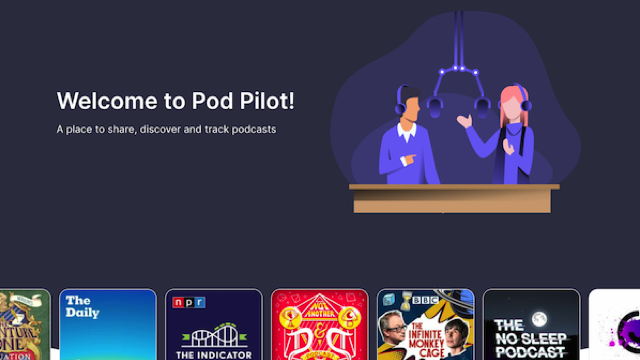 Welcome to Pod Pilot!
A place to share, discover and track podcasts
The
Daily
npr
THE INDICATOR
NOT
ANOTHER
D&D
PODCAST
BBC
THE
INFINITE
MONKEY
CAGE
THE
NO SLEEP
PODCAST